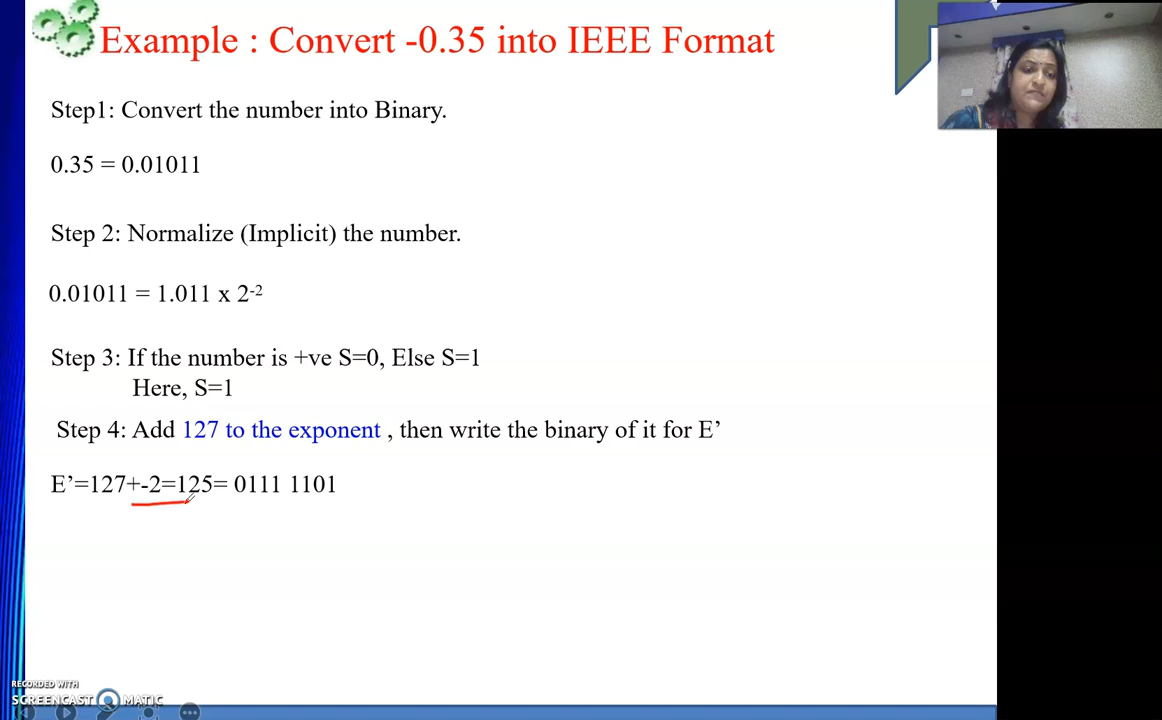 Example : Convert -0.35 into IEEE Format
Step1: Convert the number into Binary.
0.35 = 0.01011
Step 2: Normalize (Implicit) the number.
0.01011 = 1.011 x 2⁻²
Step 3: If the number is +ve S=0, Else S=1
Here, S=1
Step 4: Add 127 to the exponent , then write the binary of it for E’
E’=127+-2=125= 0111 1101
RECORDED WITH
SCREENCAST MATIC